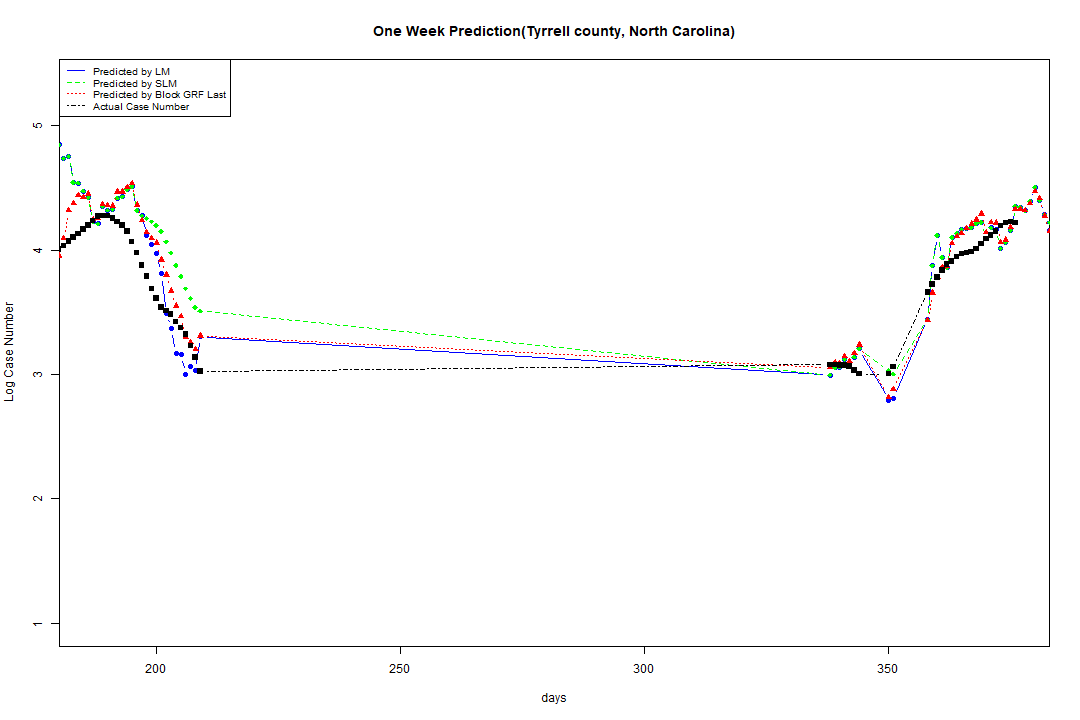 One Week Prediction(Tyrrell county, North Carolina)
Predicted by LM
Predicted by SLM
Predicted by Block GRF Last
Actual Case Number
5
4
3
2
1
Log Case Number
200 250 300 350
days